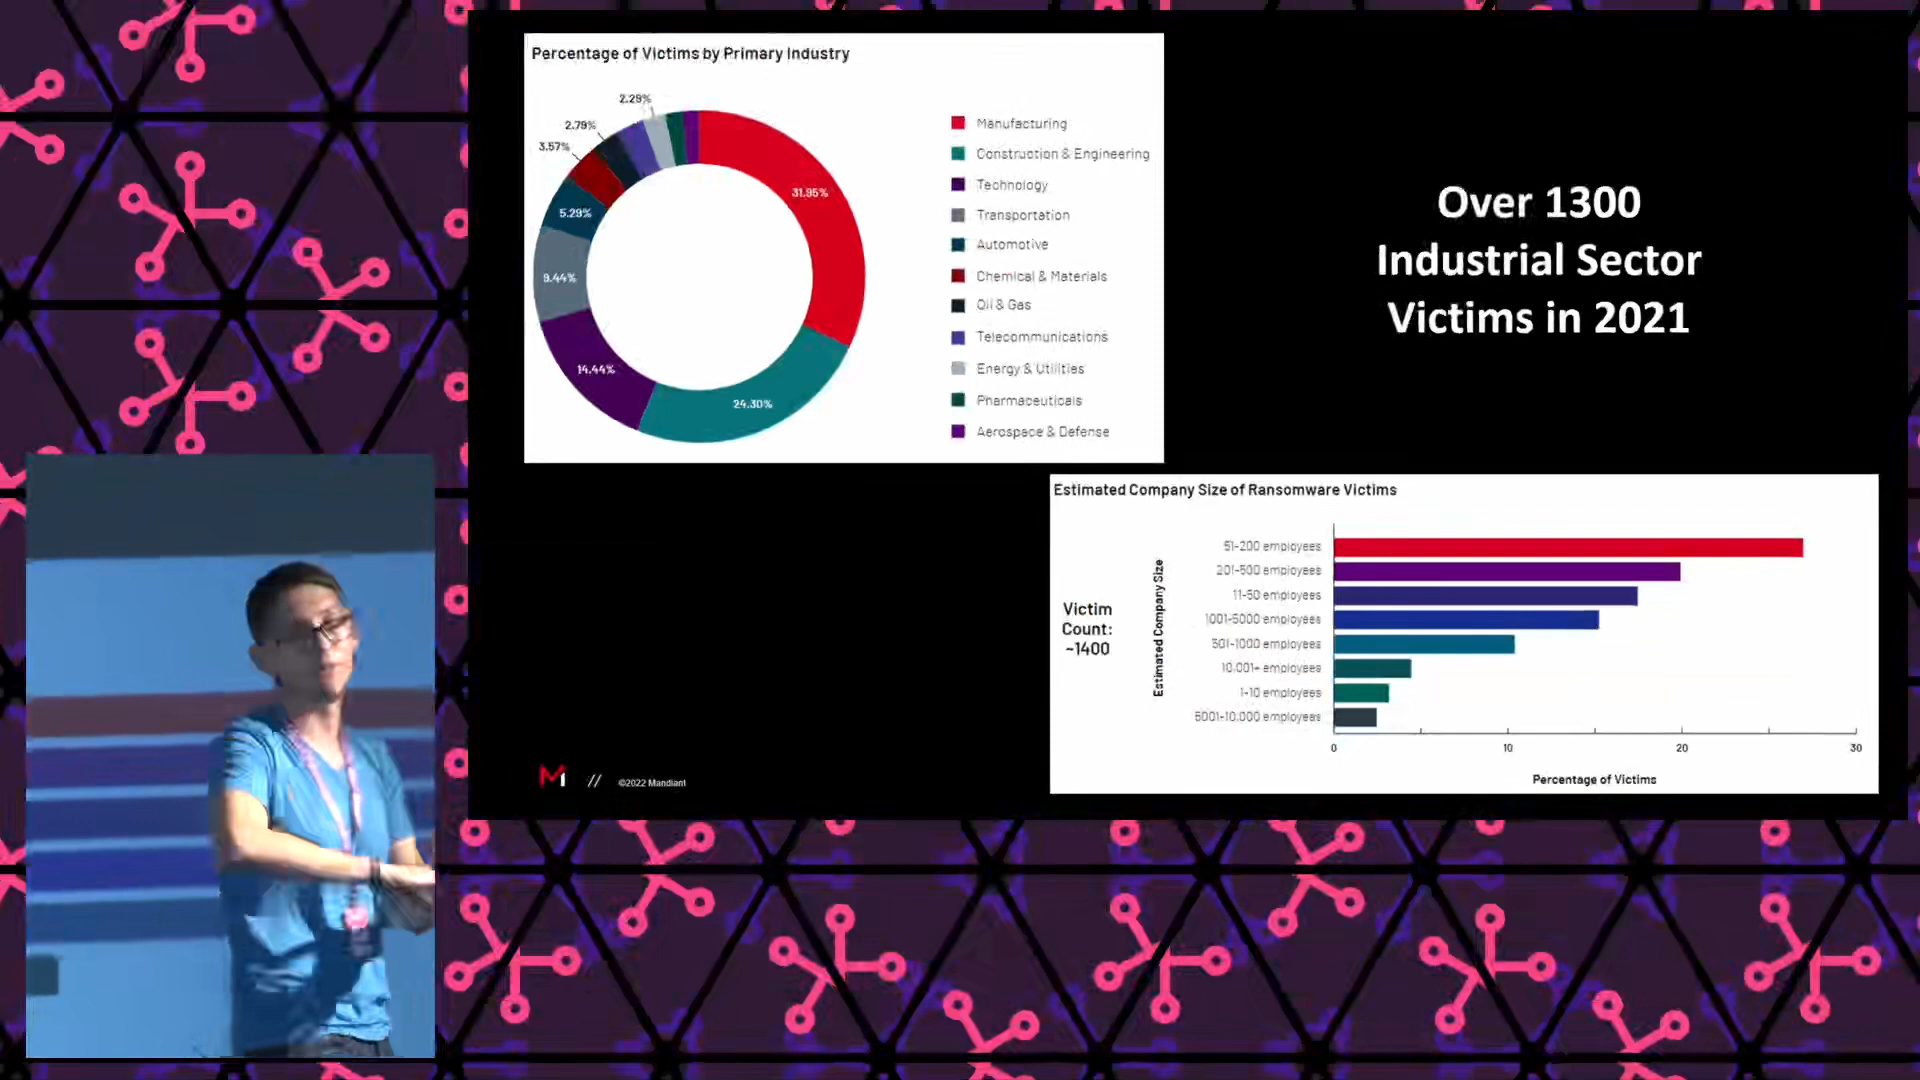 Percentage of Victims by Primary Industry
2.29%
2.79%
3.57%
5.29%
9.44%
14.44%
24.30%
31.95%
Manufacturing
Construction & Engineering
Technology
Transportation
Automotive
Chemical & Materials
Oil & Gas
Telecommunications
Energy & Utilities
Pharmaceuticals
Aerospace & Defense
Over 1300
Industrial Sector
Victims in 2021
Estimated Company Size of Ransomware Victims
Victim
Count:
~1400
Estimated Company Size
51-200 employees
201-500 employees
11-50 employees
1001-5000 employees
501-1000 employees
10,001+ employees
1-10 employees
5001-10,000 employees
0
10
20
30
Percentage of Victims
M // ©2022 Mandiant